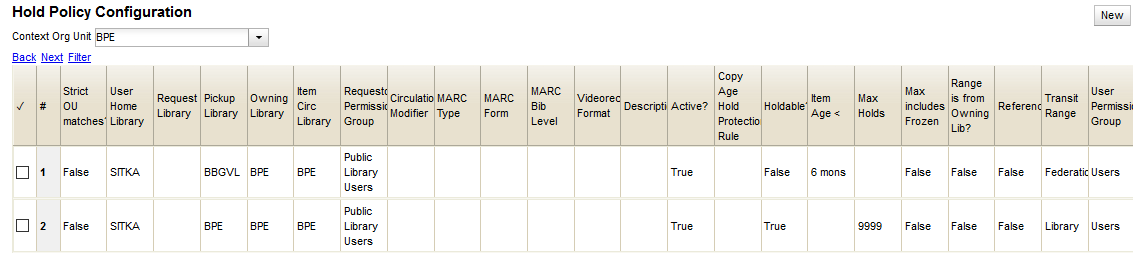 Hold Policy Configuration
New
Context Org Unit BPE
Back Next Filter
✓ # Strict OU matches? User Home Library Request Library Pickup Library Owning Library Item Circ Library Requesto Permissio Group Circulatio Modifier MARC Type MARC Form MARC Bib Level Videorec Format Descriptio Active? Copy Age Hold Protection Rule Holdable? Item Age < Max Holds Max includes Frozen Range is from Owning Lib? Reference Transit Range User Permissio Group
1 False SITKA BBGVL BPE BPE Public Library Users True False 6 mons False False False Federatio Users
2 False SITKA BPE BPE BPE Public Library Users True True 9999 False False False Library Users